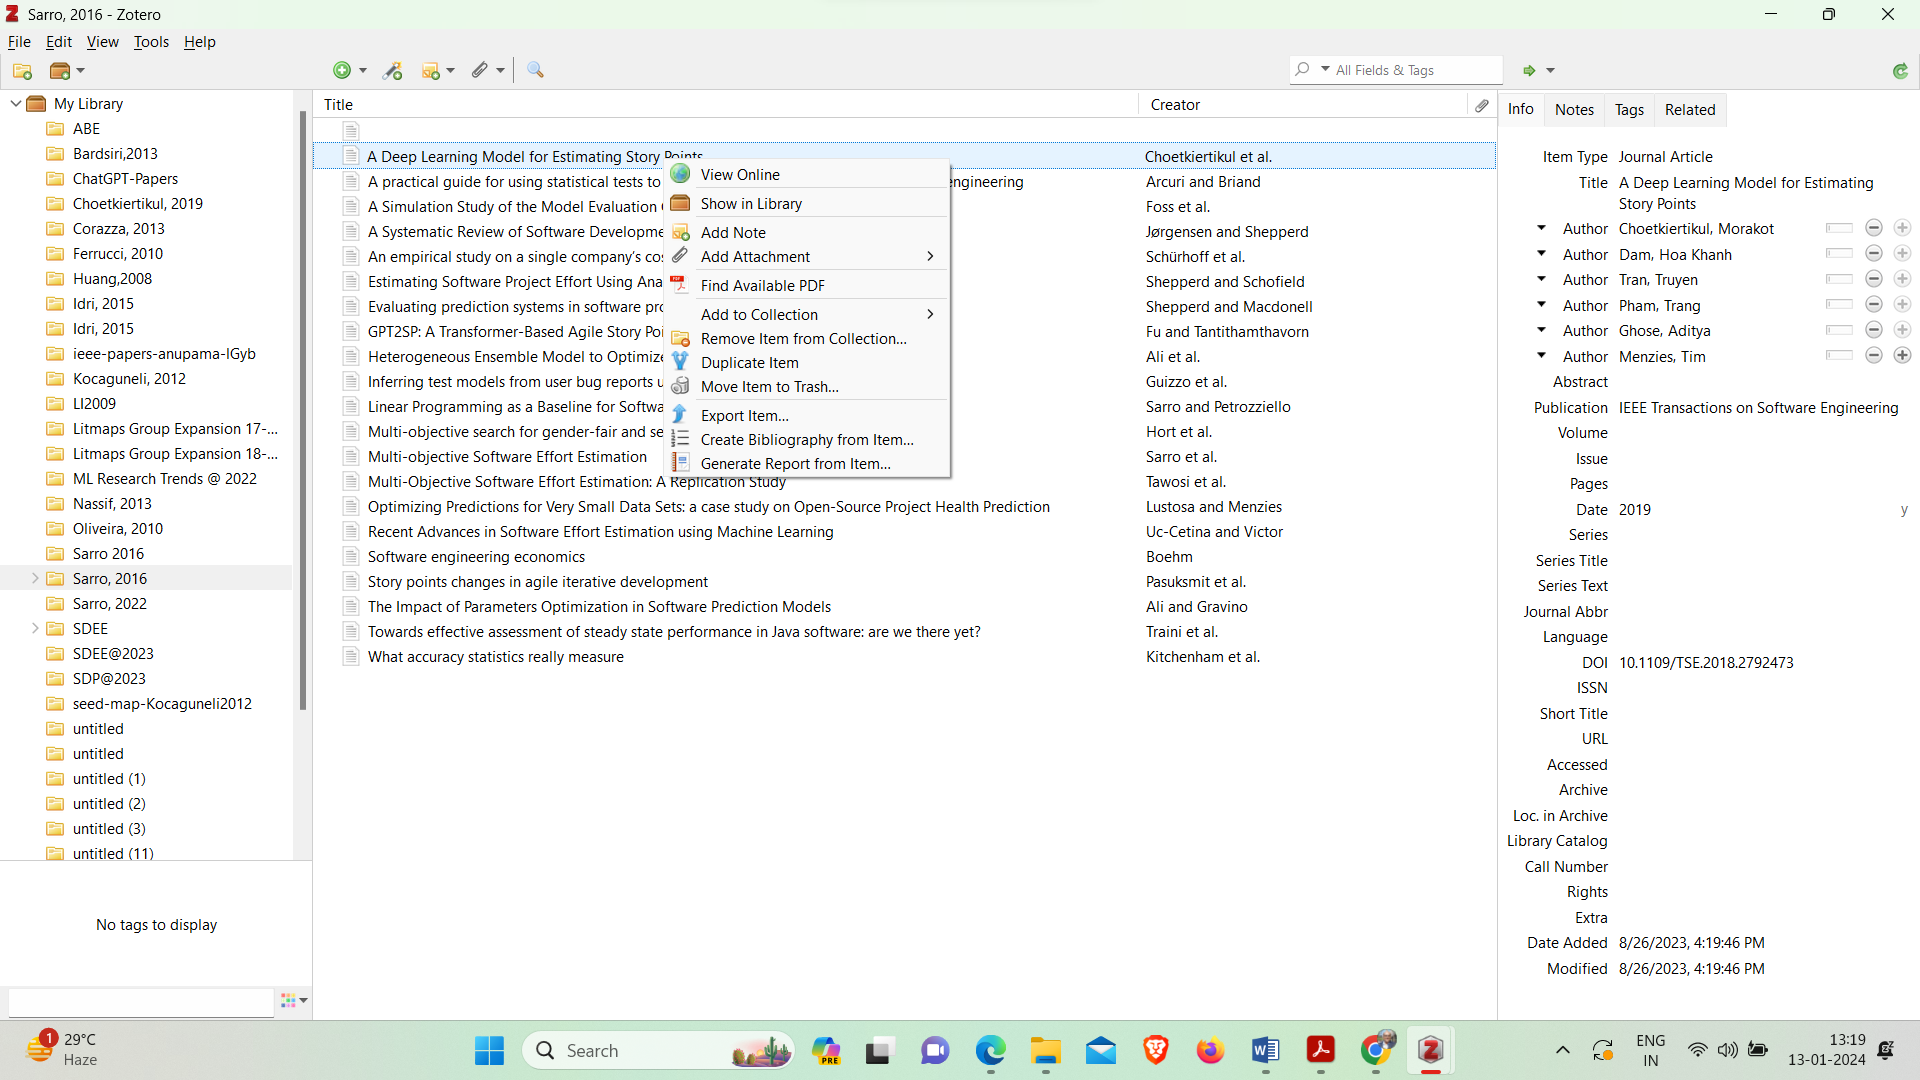 Sarro, 2016 - Zotero
File Edit View Tools Help
All Fields & Tags
My Library
ABE
Bardsiri,2013
ChatGPT-Papers
Choetkiertikul, 2019
Corazza, 2013
Ferrucci, 2010
Huang,2008
Idri, 2015
Idri, 2015
ieee-papers-anupama-IGyb
Kocaguneli, 2012
LI2009
Litmaps Group Expansion 17-...
Litmaps Group Expansion 18-...
ML Research Trends @ 2022
Nassif, 2013
Oliveira, 2010
Sarro 2016
Sarro, 2016
Sarro, 2022
SDEE
SDEE@2023
SDP@2023
seed-map-Kocaguneli2012
untitled
untitled
untitled (1)
untitled (2)
untitled (3)
untitled (11)
No tags to display
Title Creator
A Deep Learning Model for Estimating Story Points Choetkiertikul et al.
A practical guide for using statistical tests to ngineering Arcuri and Briand
A Simulation Study of the Model Evaluation Foss et al.
A Systematic Review of Software Developme Jørgensen and Shepperd
An empirical study on a single company's co Schürhoff et al.
Estimating Software Project Effort Using Ana Shepperd and Schofield
Evaluating prediction systems in software pro Shepperd and Macdonell
GPT2SP: A Transformer-Based Agile Story Poi Fu and Tantithamthavorn
Heterogeneous Ensemble Model to Optimize Ali et al.
Inferring test models from user bug reports u Guizzo et al.
Linear Programming as a Baseline for Softwa Sarro and Petrozziello
Multi-objective search for gender-fair and se Hort et al.
Multi-objective Software Effort Estimation Sarro et al.
Multi-Objective Software Effort Estimation: A Replication Study Tawosi et al.
Optimizing Predictions for Very Small Data Sets: a case study on Open-Source Project Health Prediction Lustosa and Menzies
Recent Advances in Software Effort Estimation using Machine Learning Uc-Cetina and Victor
Software engineering economics Boehm
Story points changes in agile iterative development Pasuksmit et al.
The Impact of Parameters Optimization in Software Prediction Models Ali and Gravino
Towards effective assessment of steady state performance in Java software: are we there yet? Traini et al.
What accuracy statistics really measure Kitchenham et al.
View Online
Show in Library
Add Note
Add Attachment
Find Available PDF
Add to Collection
Remove Item from Collection...
Duplicate Item
Move Item to Trash...
Export Item...
Create Bibliography from Item...
Generate Report from Item...
Info Notes Tags Related
Item Type Journal Article
Title A Deep Learning Model for Estimating
Story Points
Author Choetkiertikul, Morakot
Author Dam, Hoa Khanh
Author Tran, Truyen
Author Pham, Trang
Author Ghose, Aditya
Author Menzies, Tim
Abstract
Publication IEEE Transactions on Software Engineering
Volume
Issue
Pages
Date 2019 y
Series
Series Title
Series Text
Journal Abbr
Language
DOI 10.1109/TSE.2018.2792473
ISSN
Short Title
URL
Accessed
Archive
Loc. in Archive
Library Catalog
Call Number
Rights
Extra
Date Added 8/26/2023, 4:19:46 PM
Modified 8/26/2023, 4:19:46 PM
1
29°C
Haze
Search
PRE
ENG
IN
13:19
13-01-2024